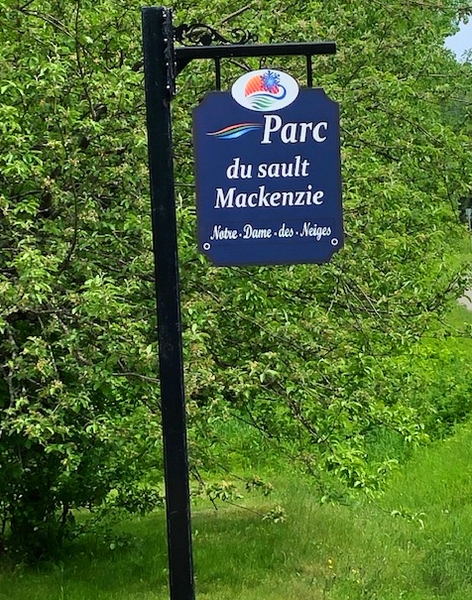 Parc
du sault
Mackenzie
Notre-Dame-des-Neiges